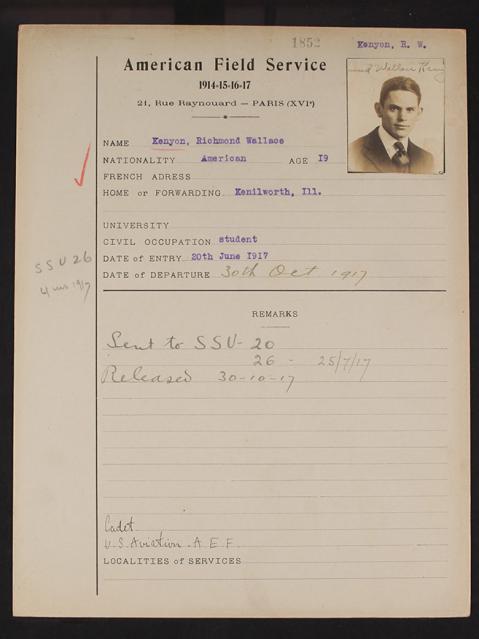 1852
Kenyon, R. W.
American Field Service
1914-15-16-17
21, Rue Raynouard — PARIS (XVIe)
NAME Kenyon, Richmond Wallace
NATIONALITY American AGE 19
FRENCH ADRESS
HOME or FORWARDING Kenilworth, Ill.
UNIVERSITY
CIVIL OCCUPATION student
DATE of ENTRY 20th June 1917
DATE of DEPARTURE 30th Oct 1917
SSU 26
4 1917
REMARKS
Sent to SSU-20
26 - 25/7/17
Released 30-10-17
Cadet
U.S. Aviation. A E F.
LOCALITIES of SERVICES